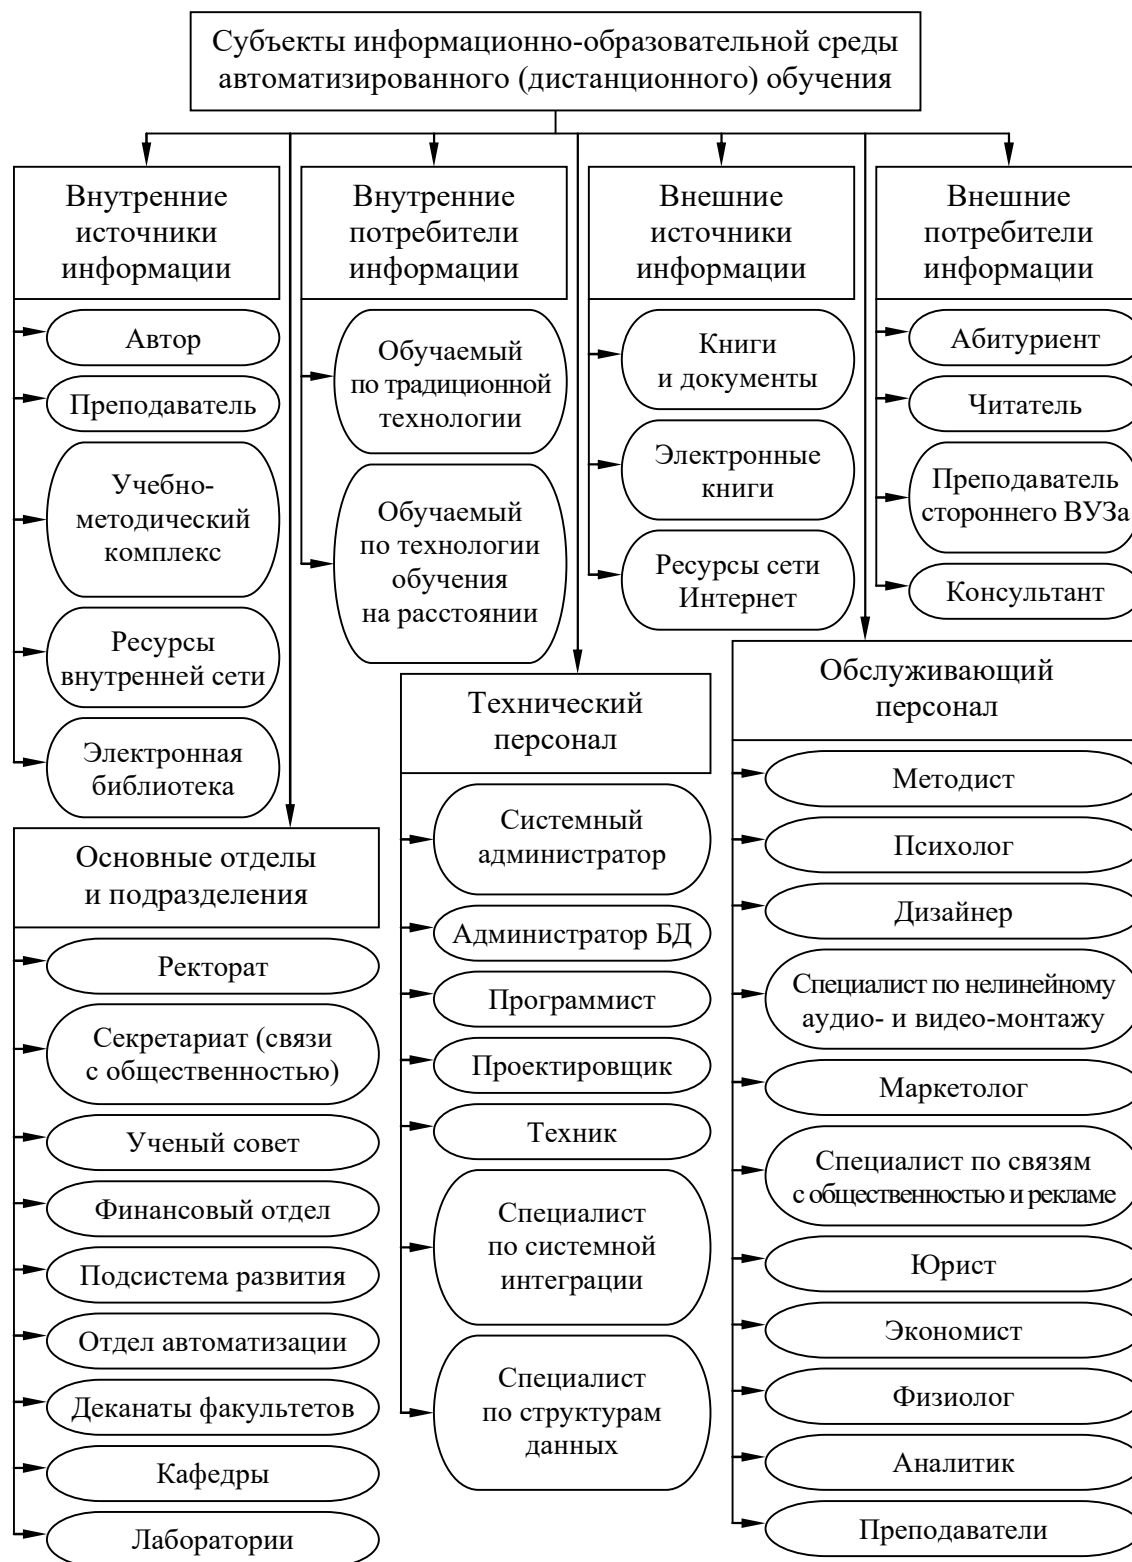 Субъекты информационно-образовательной среды
автоматизированного (дистанционного) обучения
Внутренние
источники
информации
Автор
Преподаватель
Учебно-
методический
комплекс
Ресурсы
внутренней сети
Электронная
библиотека
Внутренние
потребители
информации
Обучаемый
по традиционной
технологии
Обучаемый
по технологии
обучения
на расстоянии
Внешние
источники
информации
Книги
и документы
Электронные
книги
Ресурсы сети
Интернет
Внешние
потребители
информации
Абитуриент
Читатель
Преподаватель
стороннего ВУЗа
Консультант
Основные отделы
и подразделения
Ректорат
Секретариат (связи
с общественностью)
Ученый совет
Финансовый отдел
Подсистема развития
Отдел автоматизации
Деканаты факультетов
Кафедры
Лаборатории
Технический
персонал
Системный
администратор
Администратор БД
Программист
Проектировщик
Техник
Специалист
по системной
интеграции
Специалист
по структурам
данных
Обслуживающий
персонал
Методист
Психолог
Дизайнер
Специалист по нелинейному
аудио- и видео-монтажу
Маркетолог
Специалист по связям
с общественностью и рекламе
Юрист
Экономист
Физиолог
Аналитик
Преподаватели